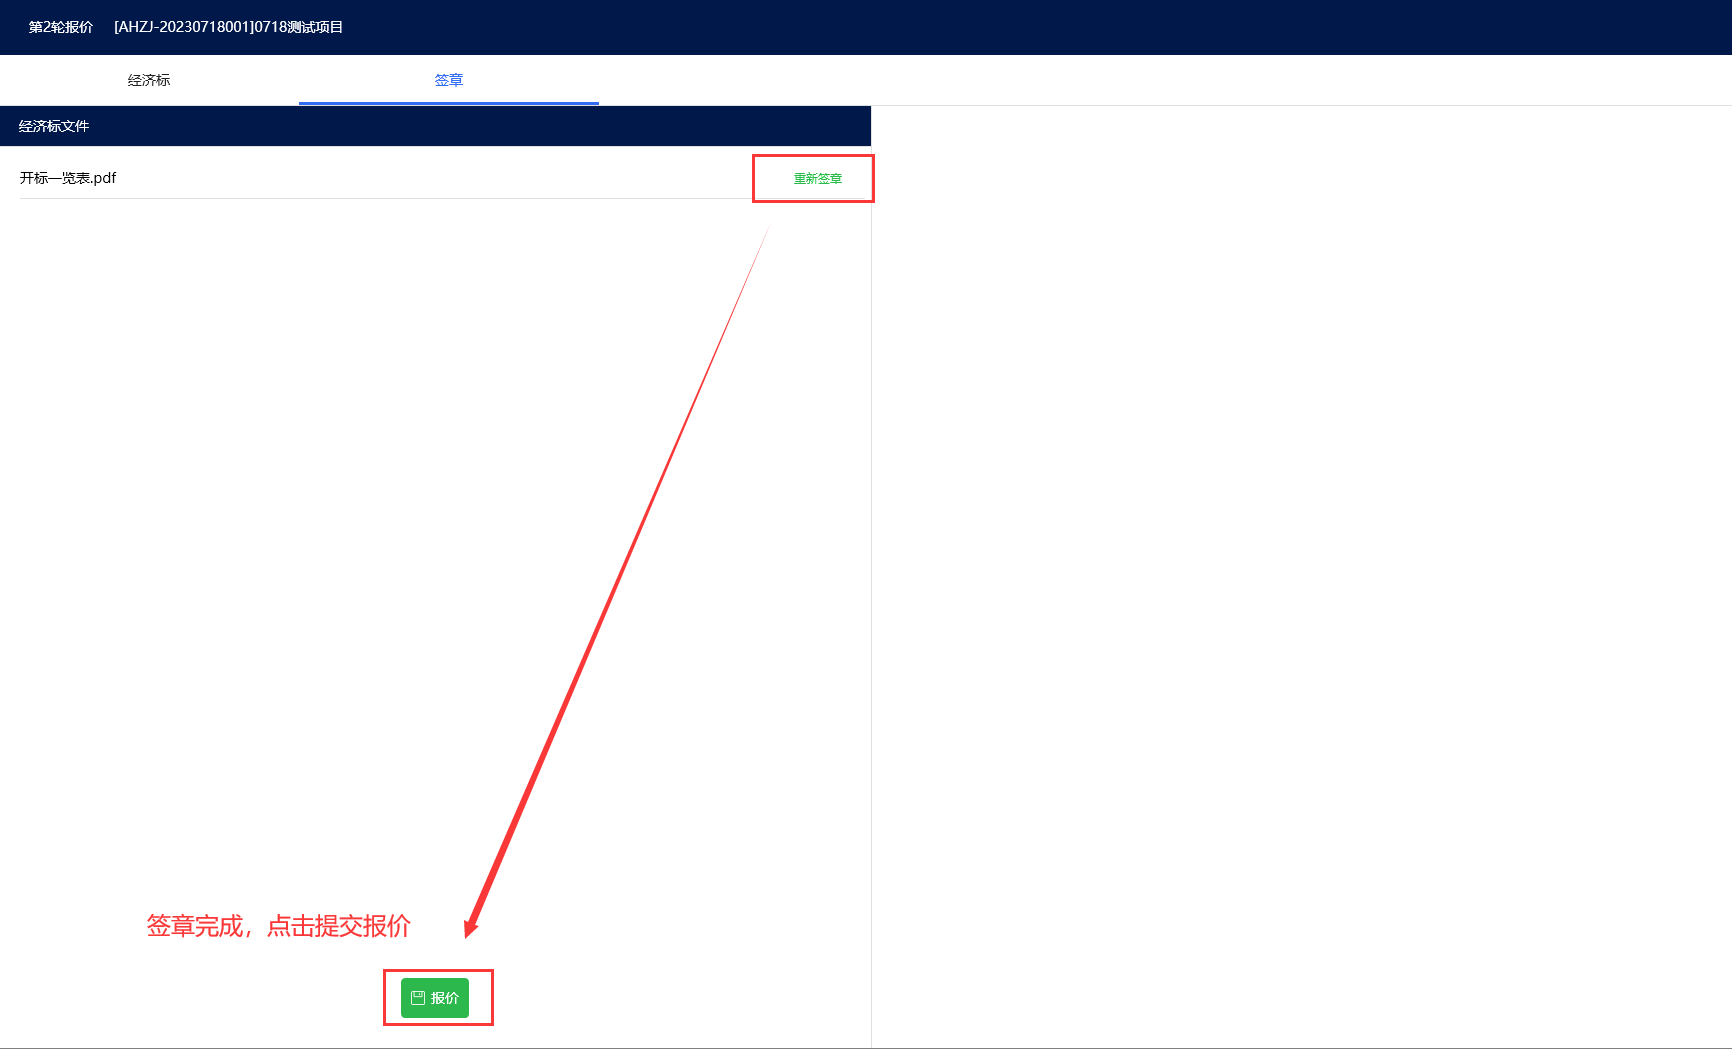 第2轮报价 [AHZJ-20230718001]0718测试项目
经济标 签章
经济标文件
开标一览表.pdf 重新签章
签章完成，点击提交报价
报价